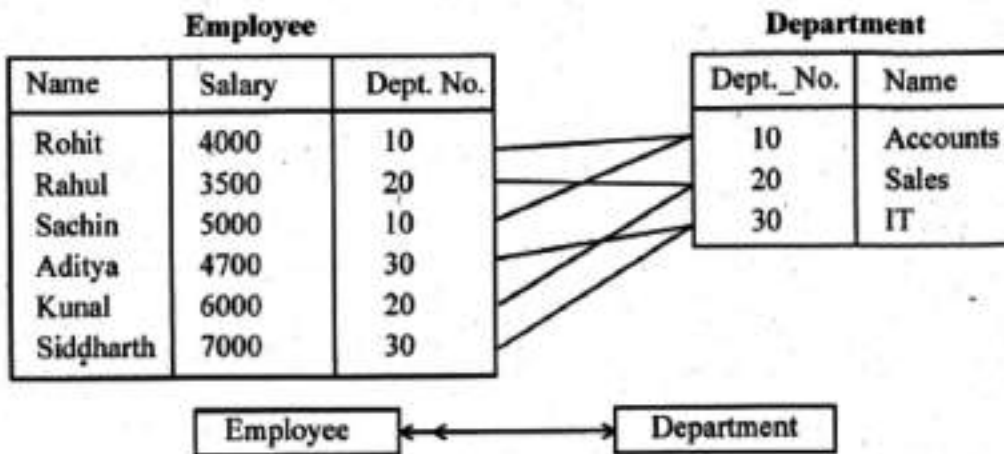 Employee Department
Name Salary Dept. No. Dept._No. Name
Rohit 4000 10 10 Accounts
Rahul 3500 20 20 Sales
Sachin 5000 10 30 IT
Aditya 4700 30
Kunal 6000 20
Siddharth 7000 30
Employee Department